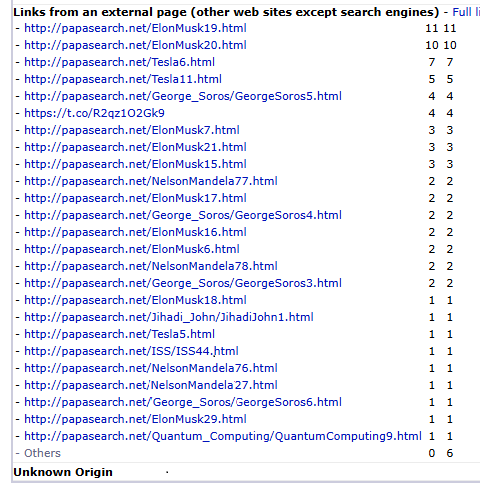 Links from an external page (other web sites except search engines) - Full li
- http://papasearch.net/ElonMusk19.html 11 11
- http://papasearch.net/ElonMusk20.html 10 10
- http://papasearch.net/Tesla6.html 7 7
- http://papasearch.net/Tesla11.html 5 5
- http://papasearch.net/George_Soros/GeorgeSoros5.html 4 4
- https://t.co/R2qz1O2Gk9 4 4
- http://papasearch.net/ElonMusk7.html 3 3
- http://papasearch.net/ElonMusk21.html 3 3
- http://papasearch.net/ElonMusk15.html 3 3
- http://papasearch.net/NelsonMandela77.html 2 2
- http://papasearch.net/ElonMusk17.html 2 2
- http://papasearch.net/George_Soros/GeorgeSoros4.html 2 2
- http://papasearch.net/ElonMusk16.html 2 2
- http://papasearch.net/ElonMusk6.html 2 2
- http://papasearch.net/NelsonMandela78.html 2 2
- http://papasearch.net/George_Soros/GeorgeSoros3.html 2 2
- http://papasearch.net/ElonMusk18.html 1 1
- http://papasearch.net/Jihadi_John/JihadiJohn1.html 1 1
- http://papasearch.net/Tesla5.html 1 1
- http://papasearch.net/ISS/ISS44.html 1 1
- http://papasearch.net/NelsonMandela76.html 1 1
- http://papasearch.net/NelsonMandela27.html 1 1
- http://papasearch.net/George_Soros/GeorgeSoros6.html 1 1
- http://papasearch.net/ElonMusk29.html 1 1
- http://papasearch.net/Quantum_Computing/QuantumComputing9.html 1 1
- Others 0 6
Unknown Origin